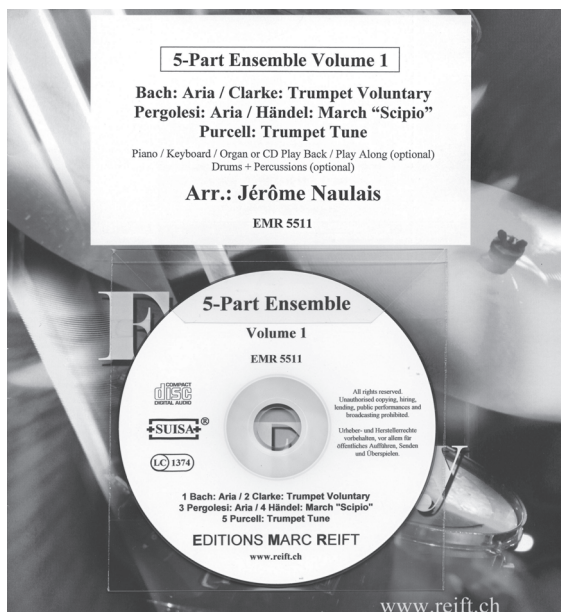 5-Part Ensemble Volume 1
Bach: Aria / Clarke: Trumpet Voluntary
Pergolesi: Aria / Händel: March “Scipio”
Purcell: Trumpet Tune
Piano / Keyboard / Organ or CD Play Back / Play Along (optional)
Drums + Percussions (optional)
Arr.: Jérôme Naulais
EMR 5511
5-Part Ensemble
Volume 1
EMR 5511
COMPACT
disc
DIGITAL AUDIO
SUISA®
LC 1374
All rights reserved.
Unauthorised copying, hiring,
lending, public performances and
broadcasting prohibited.
Urheber- und Herstellerrechte
vorbehalten, vor allem für
öffentliches Aufführen, Senden
und Überspielen.
1 Bach: Aria / 2 Clarke: Trumpet Voluntary
3 Pergolesi: Aria / 4 Händel: March "Scipio"
5 Purcell: Trumpet Tune
EDITIONS MARC REIFT
www.reift.ch
www.reift.ch